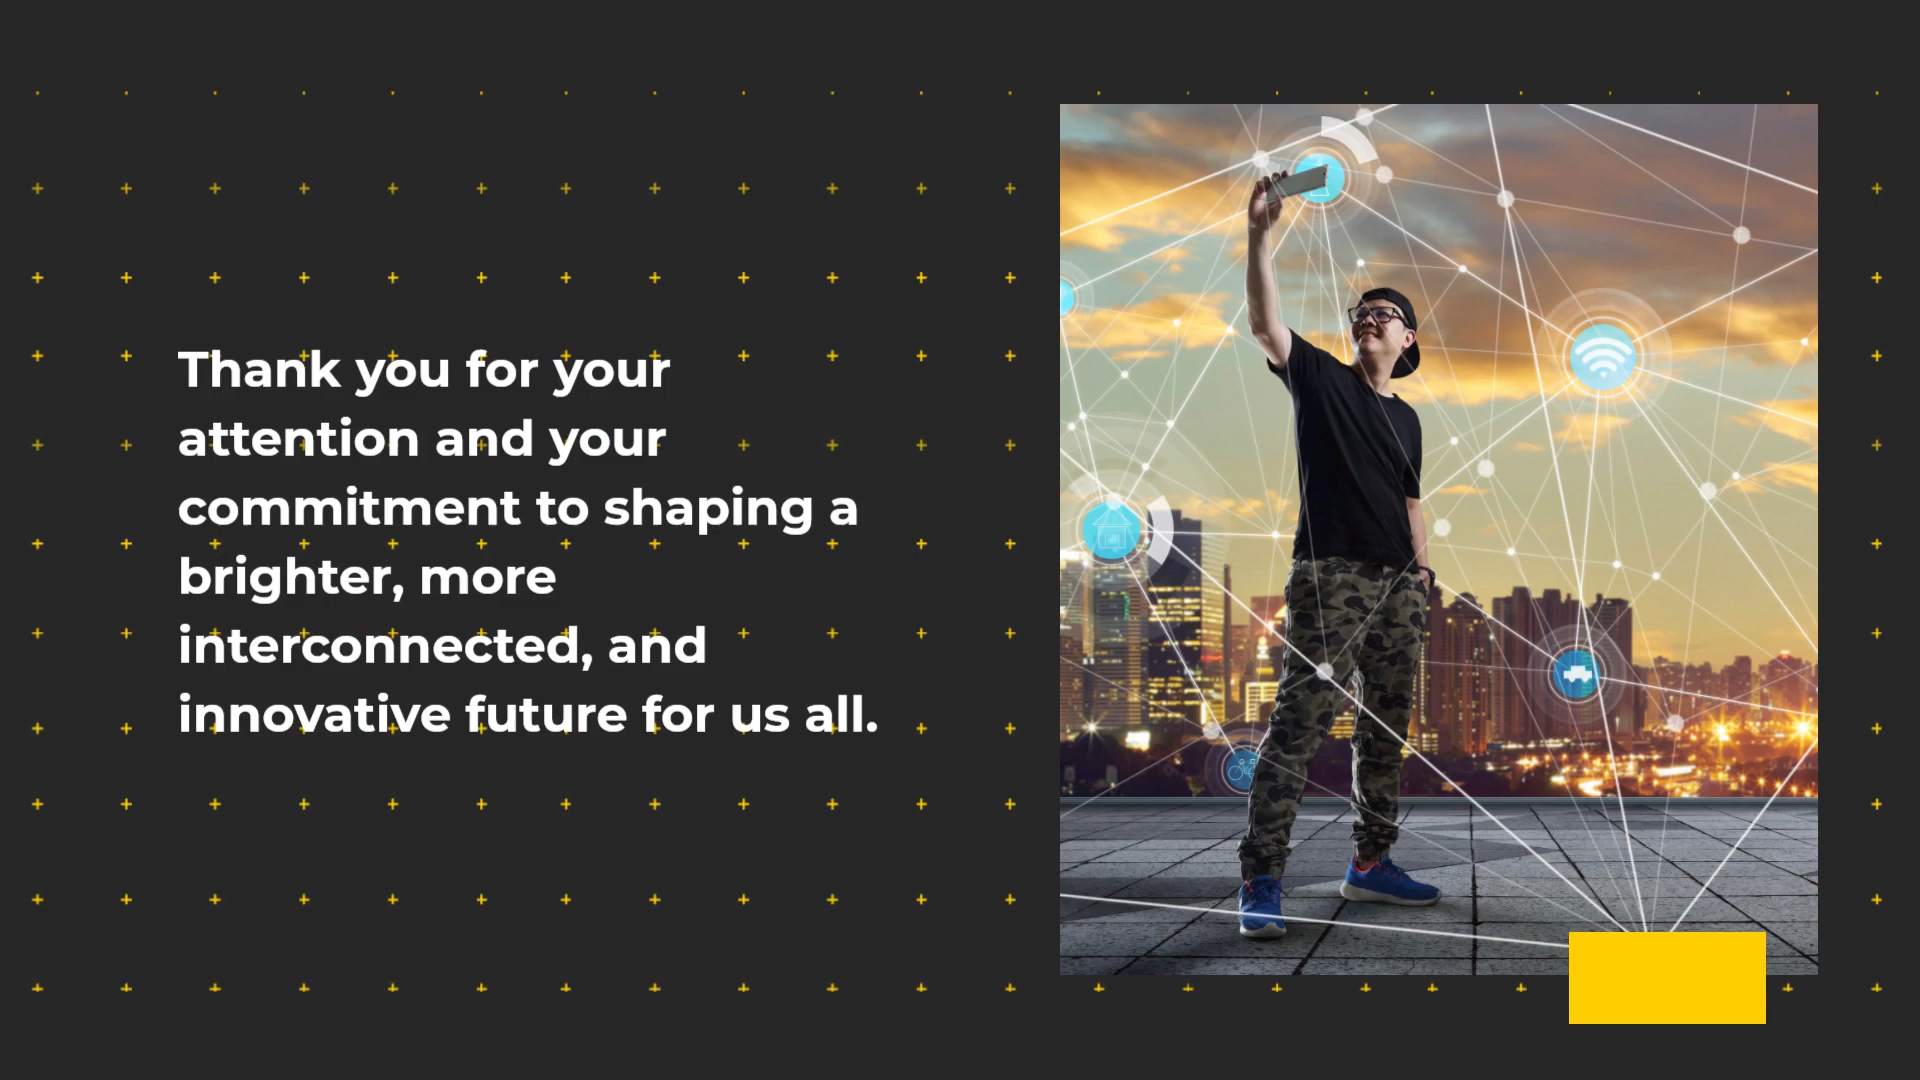 Thank you for your
attention and your
commitment to shaping a
brighter, more
interconnected, and
innovative future for us all.